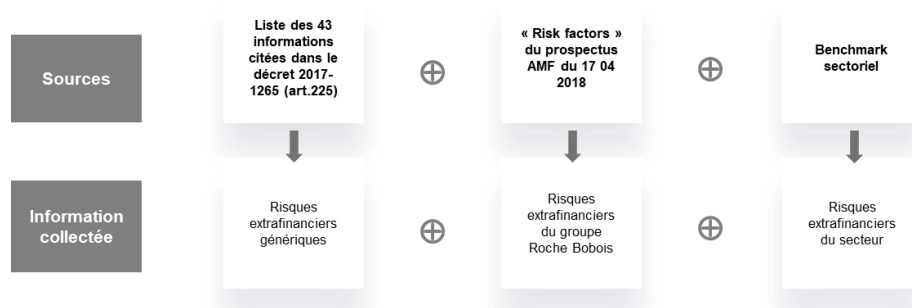 Sources
Liste des 43
informations
citées dans le
décret 2017-
1265 (art.225)
« Risk factors »
du prospectus
AMF du 17 04
2018
Benchmark
sectoriel
Information
collectée
Risques
extrafinanciers
génériques
Risques
extrafinanciers
du groupe
Roche Bobois
Risques
extrafinanciers
du secteur